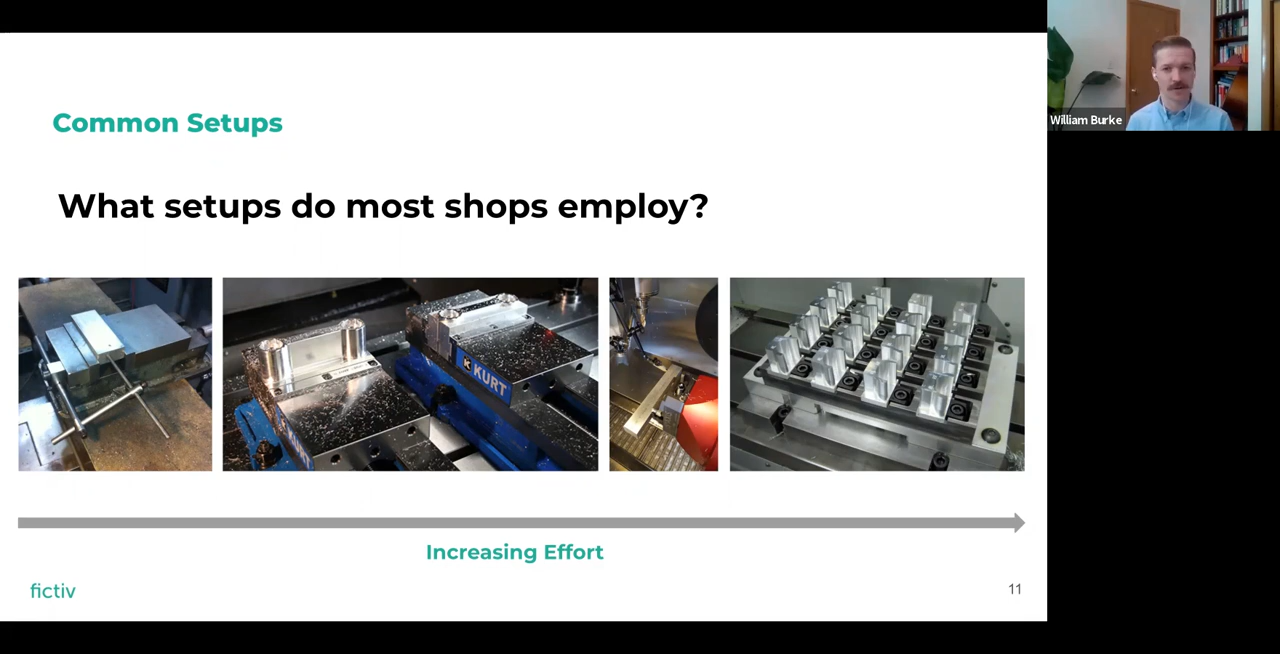 Common Setups
What setups do most shops employ?
KURT
Increasing Effort
fictiv
11
William Burke